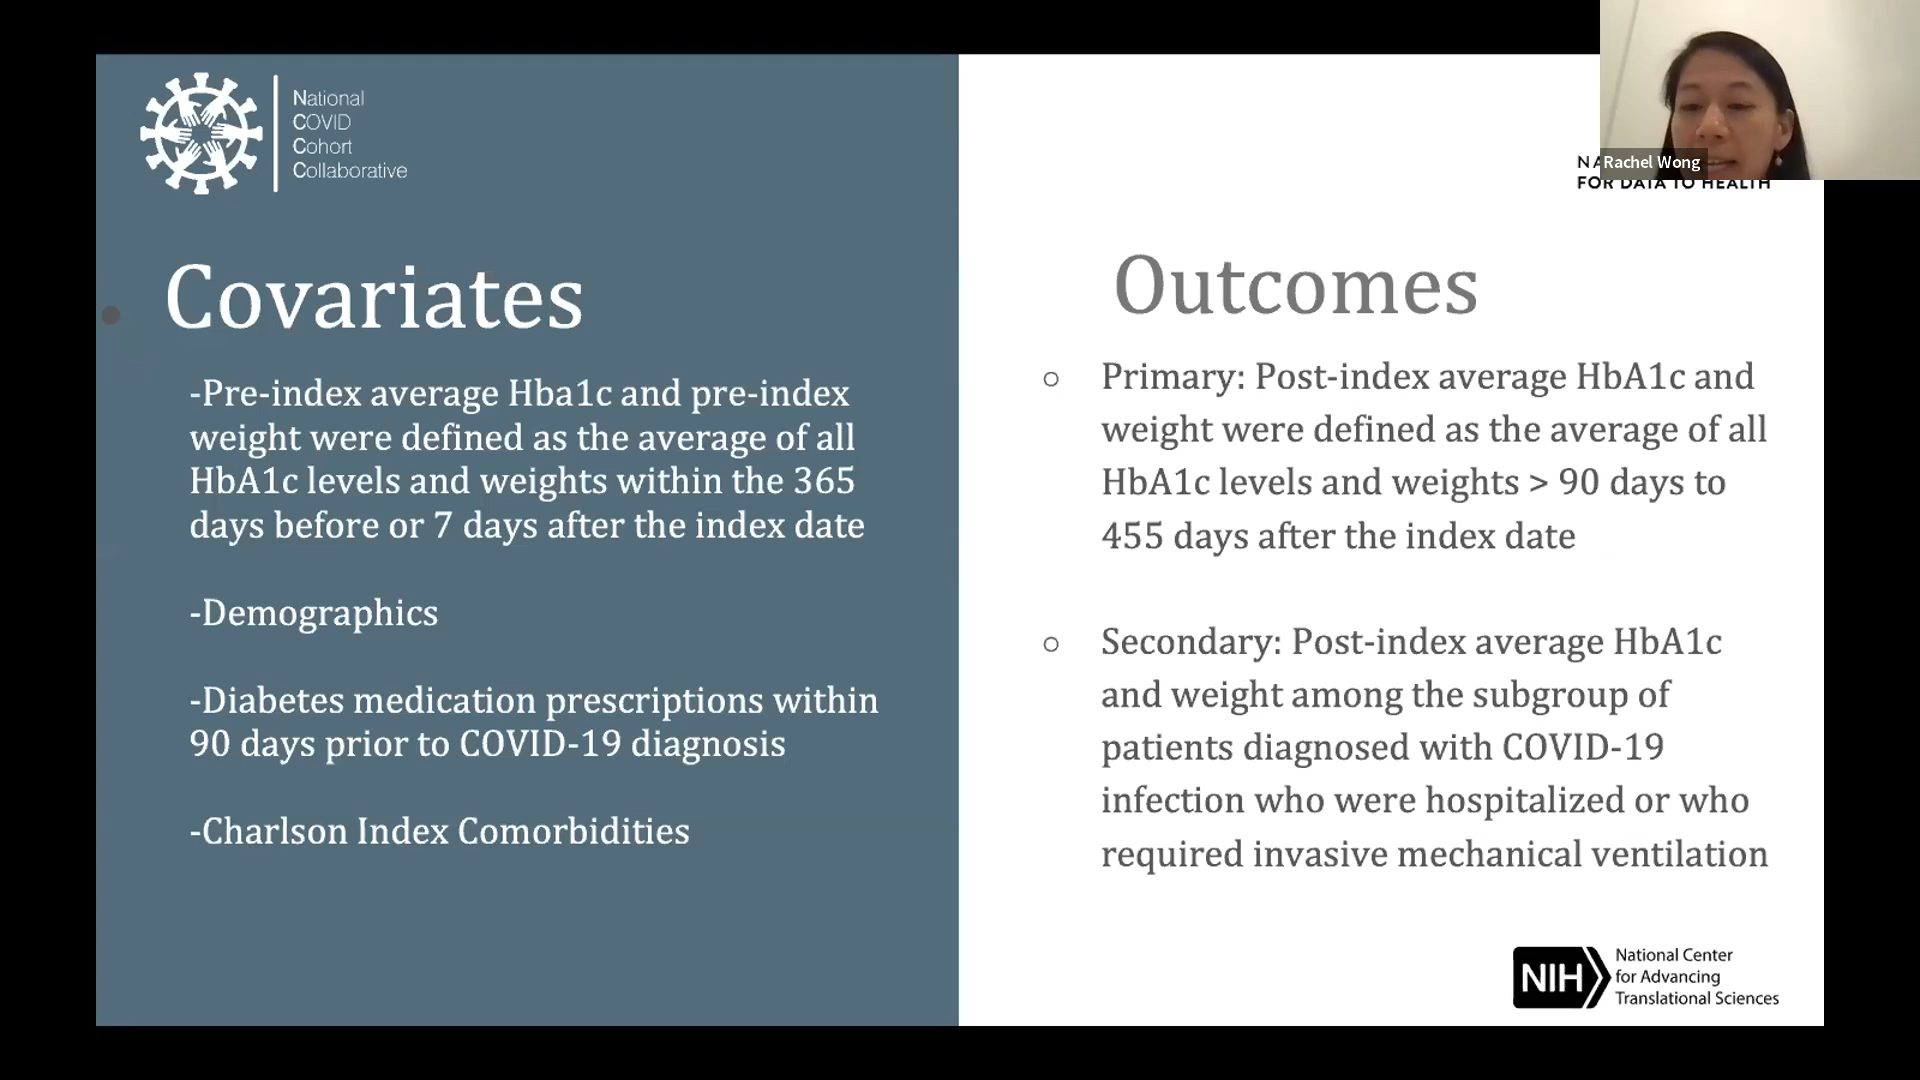 National
COVID
Cohort
Collaborative
Covariates
-Pre-index average Hba1c and pre-index
weight were defined as the average of all
HbA1c levels and weights within the 365
days before or 7 days after the index date
-Demographics
-Diabetes medication prescriptions within
90 days prior to COVID-19 diagnosis
-Charlson Index Comorbidities
Rachel Wong
FOR DATA TO HEALTH
Outcomes
Primary: Post-index average HbA1c and
weight were defined as the average of all
HbA1c levels and weights > 90 days to
455 days after the index date
Secondary: Post-index average HbA1c
and weight among the subgroup of
patients diagnosed with COVID-19
infection who were hospitalized or who
required invasive mechanical ventilation
NIH
National Center
for Advancing
Translational Sciences